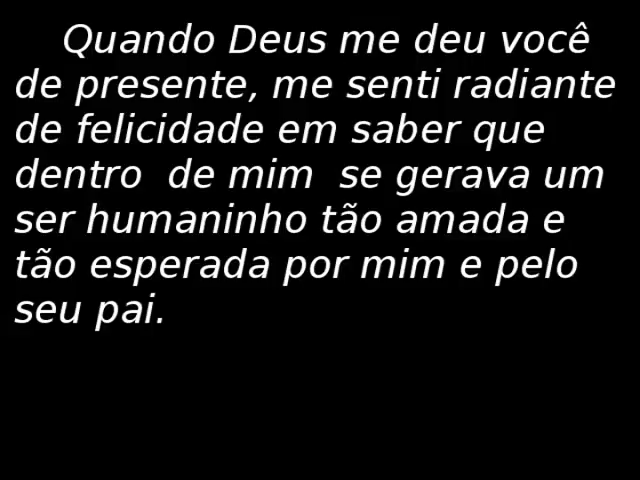 Quando Deus me deu você
de presente, me senti radiante
de felicidade em saber que
dentro  de mim  se gerava um
ser humaninho tão amada e
tão esperada por mim e pelo
seu pai.